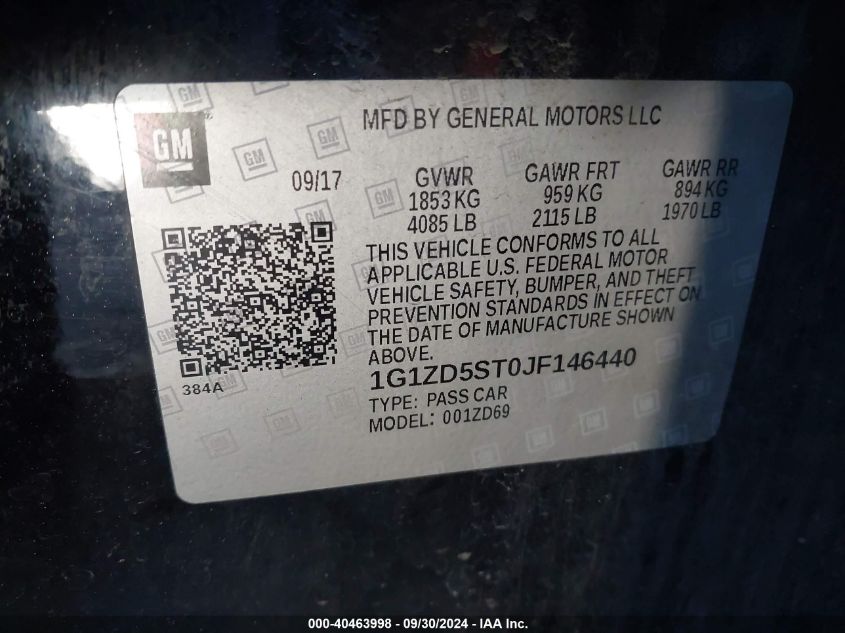 GM
MFD BY GENERAL MOTORS LLC
09/17
GVWR
1853 KG
4085 LB
GAWR FRT
959 KG
2115 LB
GAWR RR
894 KG
1970 LB
THIS VEHICLE CONFORMS TO ALL
APPLICABLE U.S. FEDERAL MOTOR
VEHICLE SAFETY, BUMPER, AND THEFT
PREVENTION STANDARDS IN EFFECT ON
THE DATE OF MANUFACTURE SHOWN
ABOVE.
384A
1G1ZD5ST0JF146440
TYPE: PASS CAR
MODEL: 001ZD69
000-40463998 - 09/30/2024 - IAA Inc.